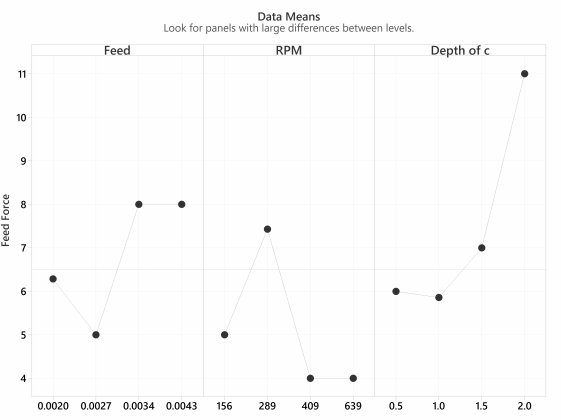 Data Means
Look for panels with large differences between levels.
Feed RPM Depth of c
Feed Force
11
10
9
8
7
6
5
4
0.0020 0.0027 0.0034 0.0043 156 289 409 639 0.5 1.0 1.5 2.0